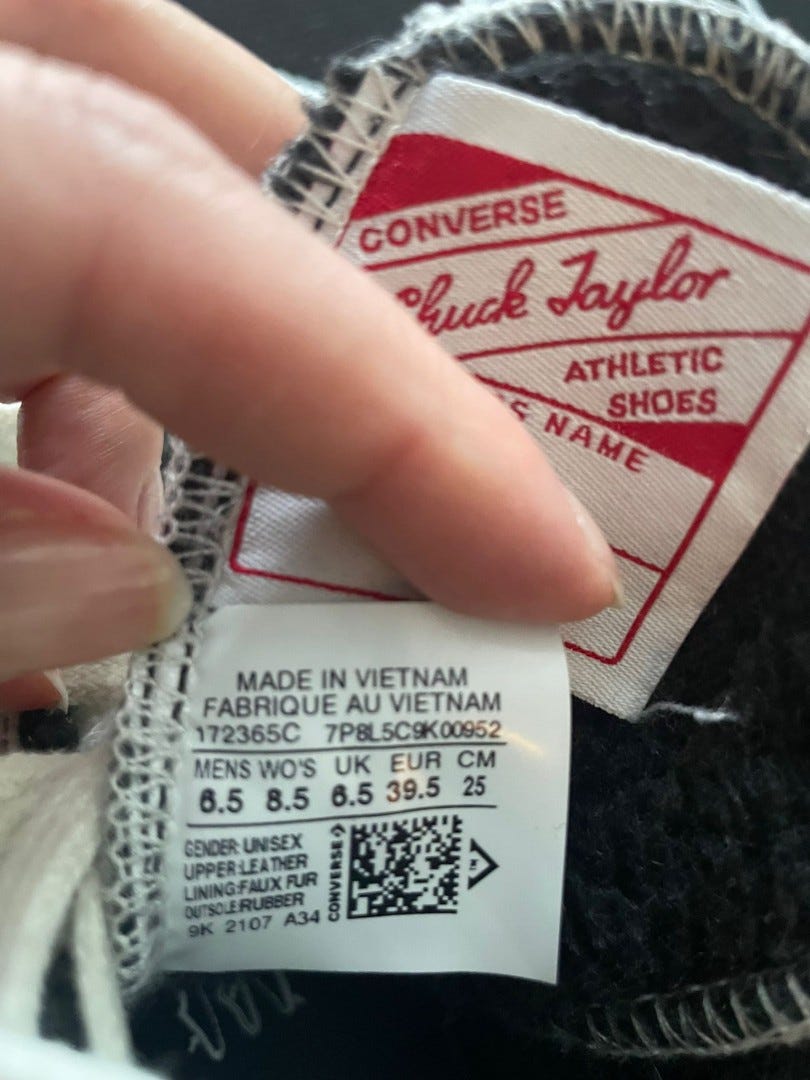 CONVERSE
Chuck Taylor
ATHLETIC
SHOES
NAME
MADE IN VIETNAM
FABRIQUE AU VIETNAM
172365C 7P8L5C9K00952
MENS WO'S UK EUR CM
6.5 8.5 6.5 39.5 25
GENDER: UNISEX
UPPER:LEATHER
LINING:FAUX FUR
OUTSOLE:RUBBER
9K 2107 A34
CONVERSE